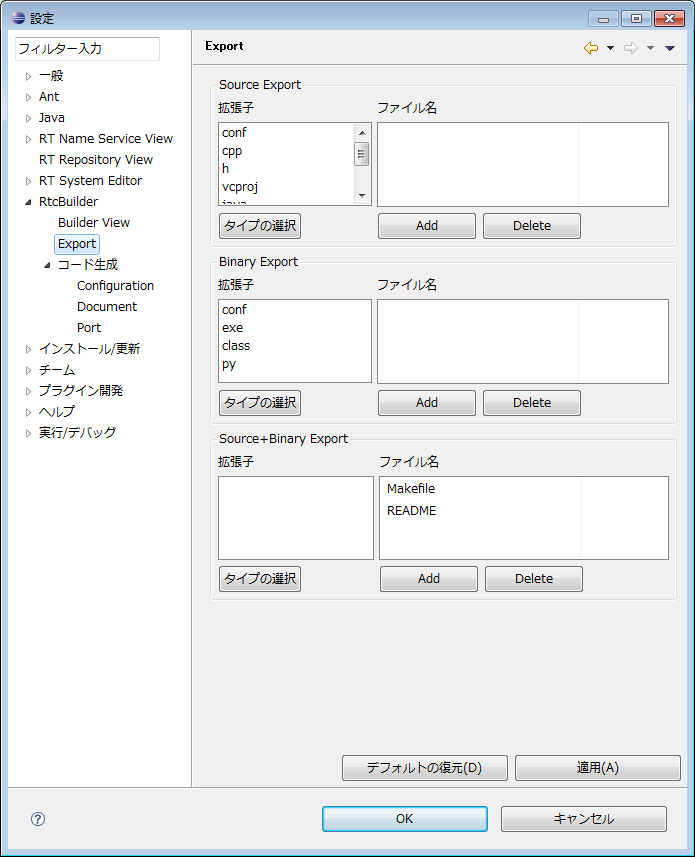 設定
フィルター入力
一般
Ant
Java
RT Name Service View
RT Repository View
RT System Editor
RtcBuilder
Builder View
Export
コード生成
Configuration
Document
Port
インストール/更新
チーム
プラグイン開発
ヘルプ
実行/デバッグ
Export
Source Export
拡張子 ファイル名
conf
cpp
h
vcproj
java
タイプの選択 Add Delete
Binary Export
拡張子 ファイル名
conf
exe
class
py
タイプの選択 Add Delete
Source+Binary Export
拡張子 ファイル名
Makefile
README
タイプの選択 Add Delete
デフォルトの復元(D) 適用(A)
OK キャンセル